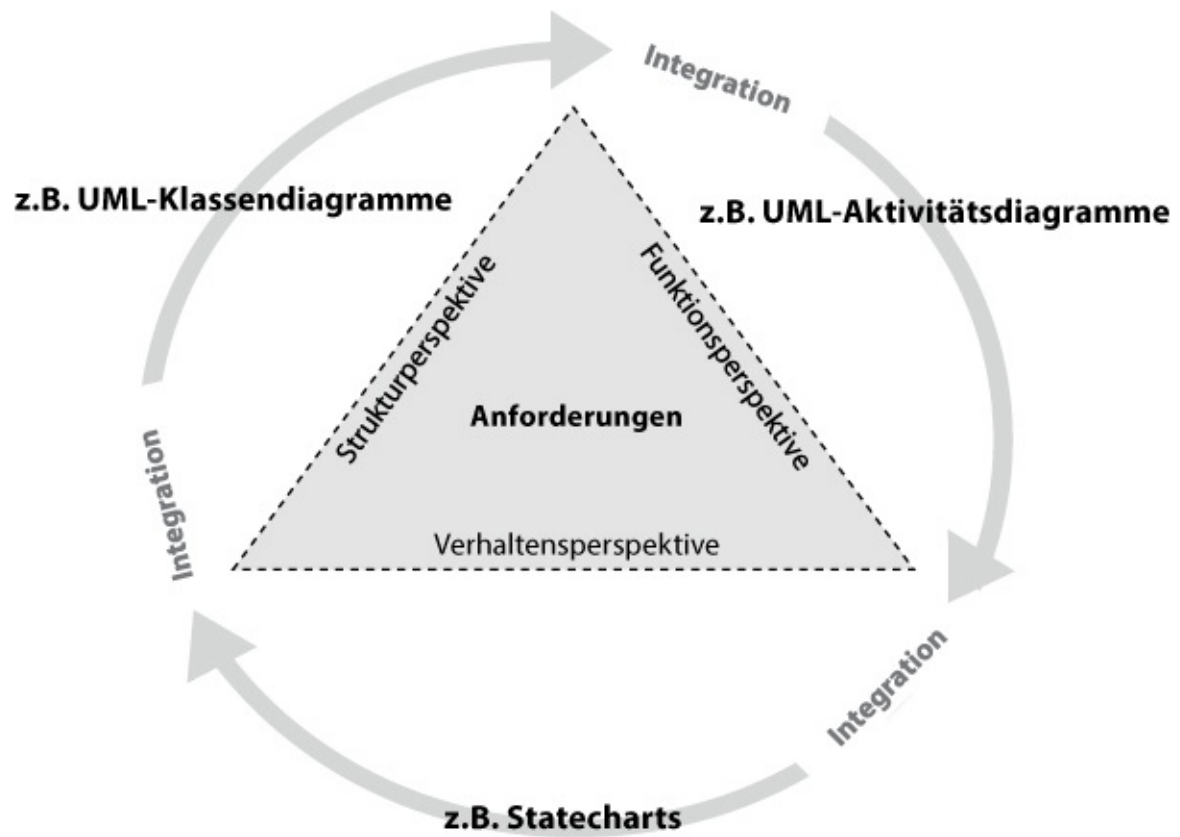 Integration
z.B. UML-Klassendiagramme
z.B. UML-Aktivitätsdiagramme
Strukturperspektive
Funktionsperspektive
Anforderungen
Integration
Verhaltensperspektive
Integration
z.B. Statecharts